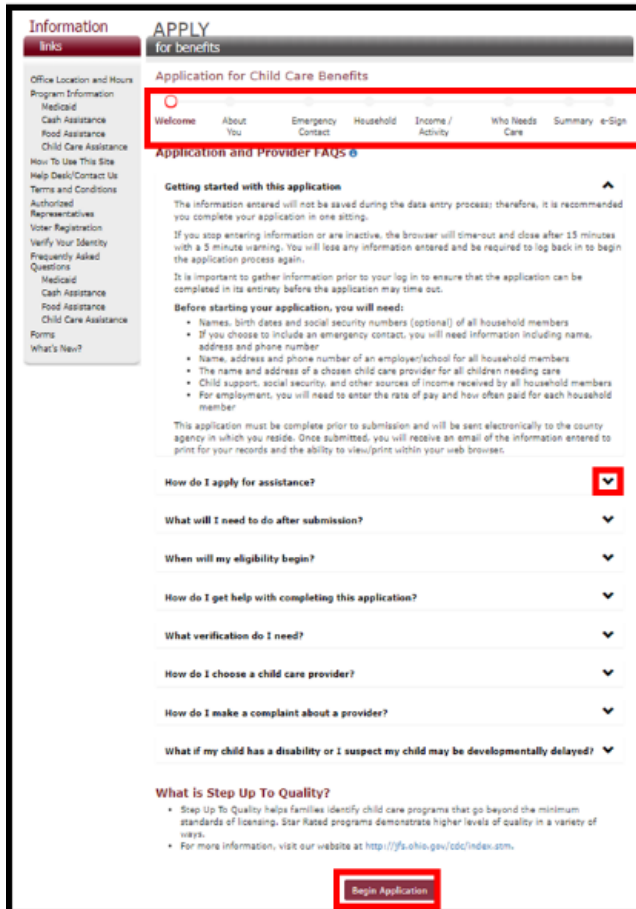 Information
links
Office Location and Hours
Program Information
Medicaid
Cash Assistance
Food Assistance
Child Care Assistance
How To Use This Site
Help Desk/Contact Us
Terms and Conditions
Authorized
Representatives
Voter Registration
Verify Your Identity
Frequently Asked
Questions
Medicaid
Cash Assistance
Food Assistance
Child Care Assistance
Forms
What's New?
APPLY
for benefits
Application for Child Care Benefits
Welcome
About
You
Emergency
Contact
Household
Income /
Activity
Who Needs
Care
Summary
e-Sign
Application and Provider FAQs
Getting started with this application
The information entered will not be saved during the data entry process; therefore, it is recommended
you complete your application in one sitting.
If you stop entering information or are inactive, the browser will time-out and close after 15 minutes
with a 5 minute warning. You will lose any information entered and be required to log back in to begin
the application process again.
It is important to gather information prior to your log in to ensure that the application can be
completed in its entirety before the application may time out.
Before starting your application, you will need:
• Names, birth dates and social security numbers (optional) of all household members
• If you choose to include an emergency contact, you will need information including name,
address and phone number
• Name, address and phone number of an employer/school for all household members
• The name and address of a chosen child care provider for all children needing care
• Child support, social security, and other sources of income received by all household members
• For employment, you will need to enter the rate of pay and how often paid for each household
member
This application must be complete prior to submission and will be sent electronically to the county
agency in which you reside. Once submitted, you will receive an email of the information entered to
print for your records and the ability to view/print within your web browser.
How do I apply for assistance?
What will I need to do after submission?
When will my eligibility begin?
How do I get help with completing this application?
What verification do I need?
How do I choose a child care provider?
How do I make a complaint about a provider?
What if my child has a disability or I suspect my child may be developmentally delayed?
What is Step Up To Quality?
• Step Up To Quality helps families identify child care programs that go beyond the minimum
standards of licensing. Star Rated programs demonstrate higher levels of quality in a variety of
ways.
• For more information, visit our website at http://jfs.ohio.gov/cdc/index.stm.
Begin Application